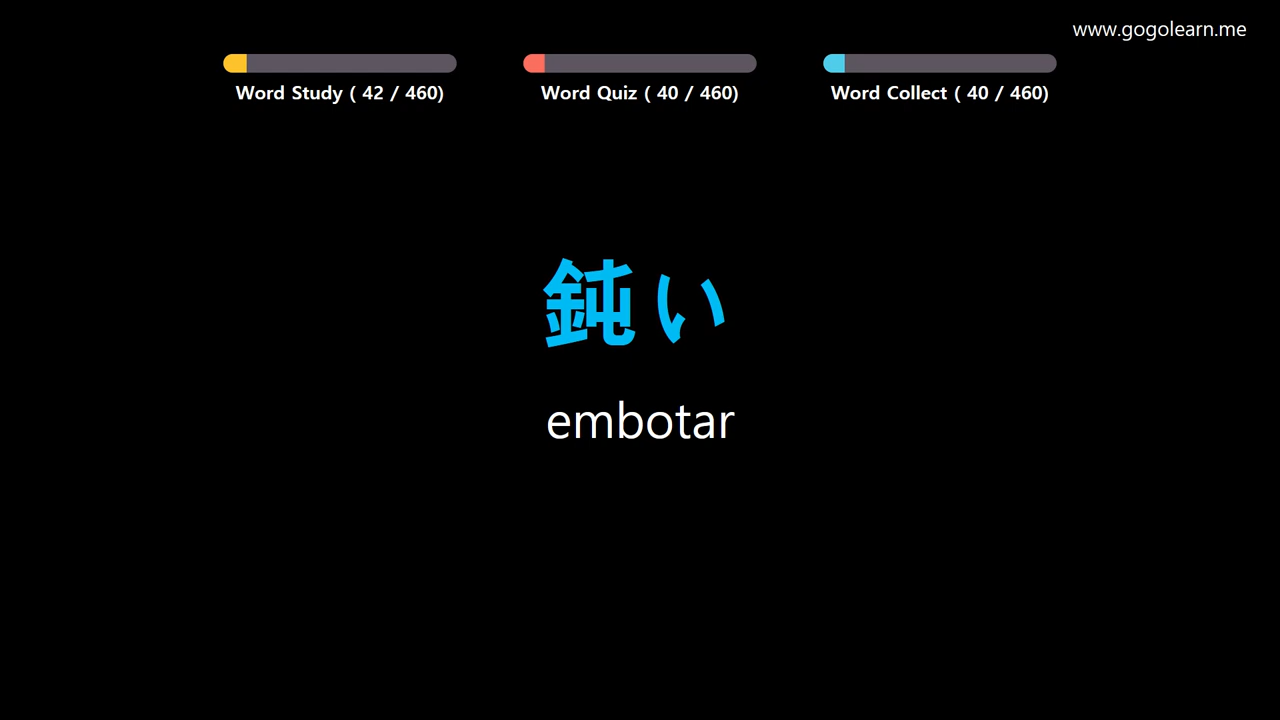 www.gogolearn.me
Word Study ( 42 / 460)
Word Quiz ( 40 / 460)
Word Collect ( 40 / 460)
鈍い
embotar